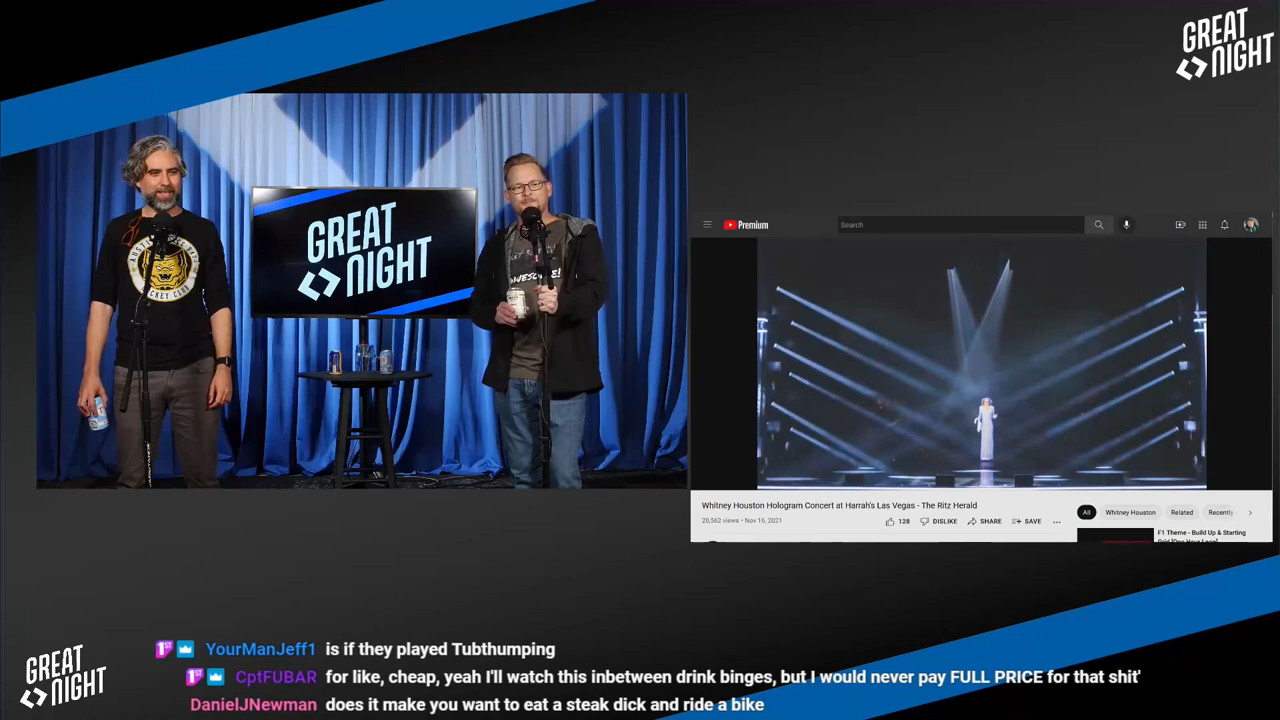 GREAT
NIGHT
GREAT
NIGHT
Premium
Search
Whitney Houston Hologram Concert at Harrah's Las Vegas - The Ritz Herald
20,562 views • Nov 16, 2021
128
DISLIKE
SHARE
SAVE
All
Whitney Houston
Related
Recently
F1 Theme - Build Up & Starting
GREAT
NIGHT
YourManJeff1 is if they played Tubthumping
CptFUBAR for like, cheap, yeah I'll watch this inbetween drink binges, but I would never pay FULL PRICE for that shit'
DanielJNewman does it make you want to eat a steak dick and ride a bike